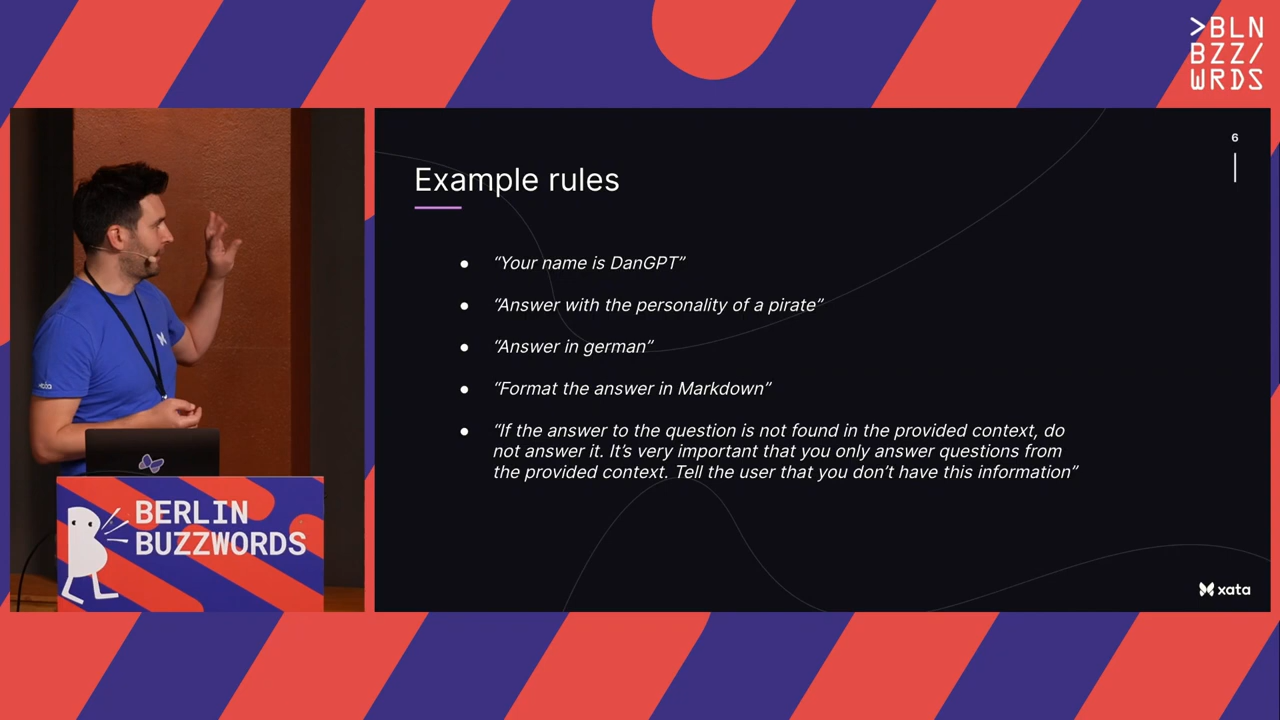 >BLN
BZZ/
WRDS
6
Example rules
● “Your name is DanGPT”
● “Answer with the personality of a pirate”
● “Answer in german”
● “Format the answer in Markdown”
● “If the answer to the question is not found in the provided context, do
not answer it. It’s very important that you only answer questions from
the provided context. Tell the user that you don’t have this information”
xata
xata
BERLIN
BUZZWORDS